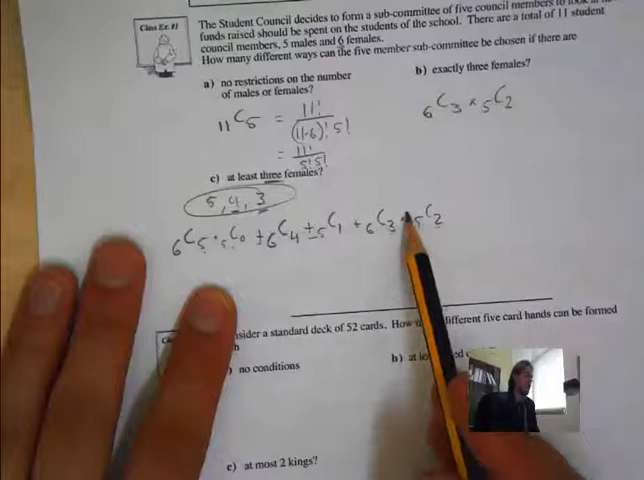 Class Ex. #1
The Student Council decides to form a sub-committee of five council members to look at
funds raised should be spent on the students of the school. There are a total of 11 student
council members, 5 males and 6 females.
How many different ways can the five member sub-committee be chosen if there are
a) no restrictions on the number
of males or females?
b) exactly three females?
11C5 = 11!
(11-6)! 5!
= 11!
5! 5!
6C3 × 5C2
c) at least three females?
5, 4, 3
6C5 · 5C0 + 6C4 + 5C1 + 6C3 · 5C2
sider a standard deck of 52 cards. How different five card hands can be formed
no conditions
b) at
c) at most 2 kings?